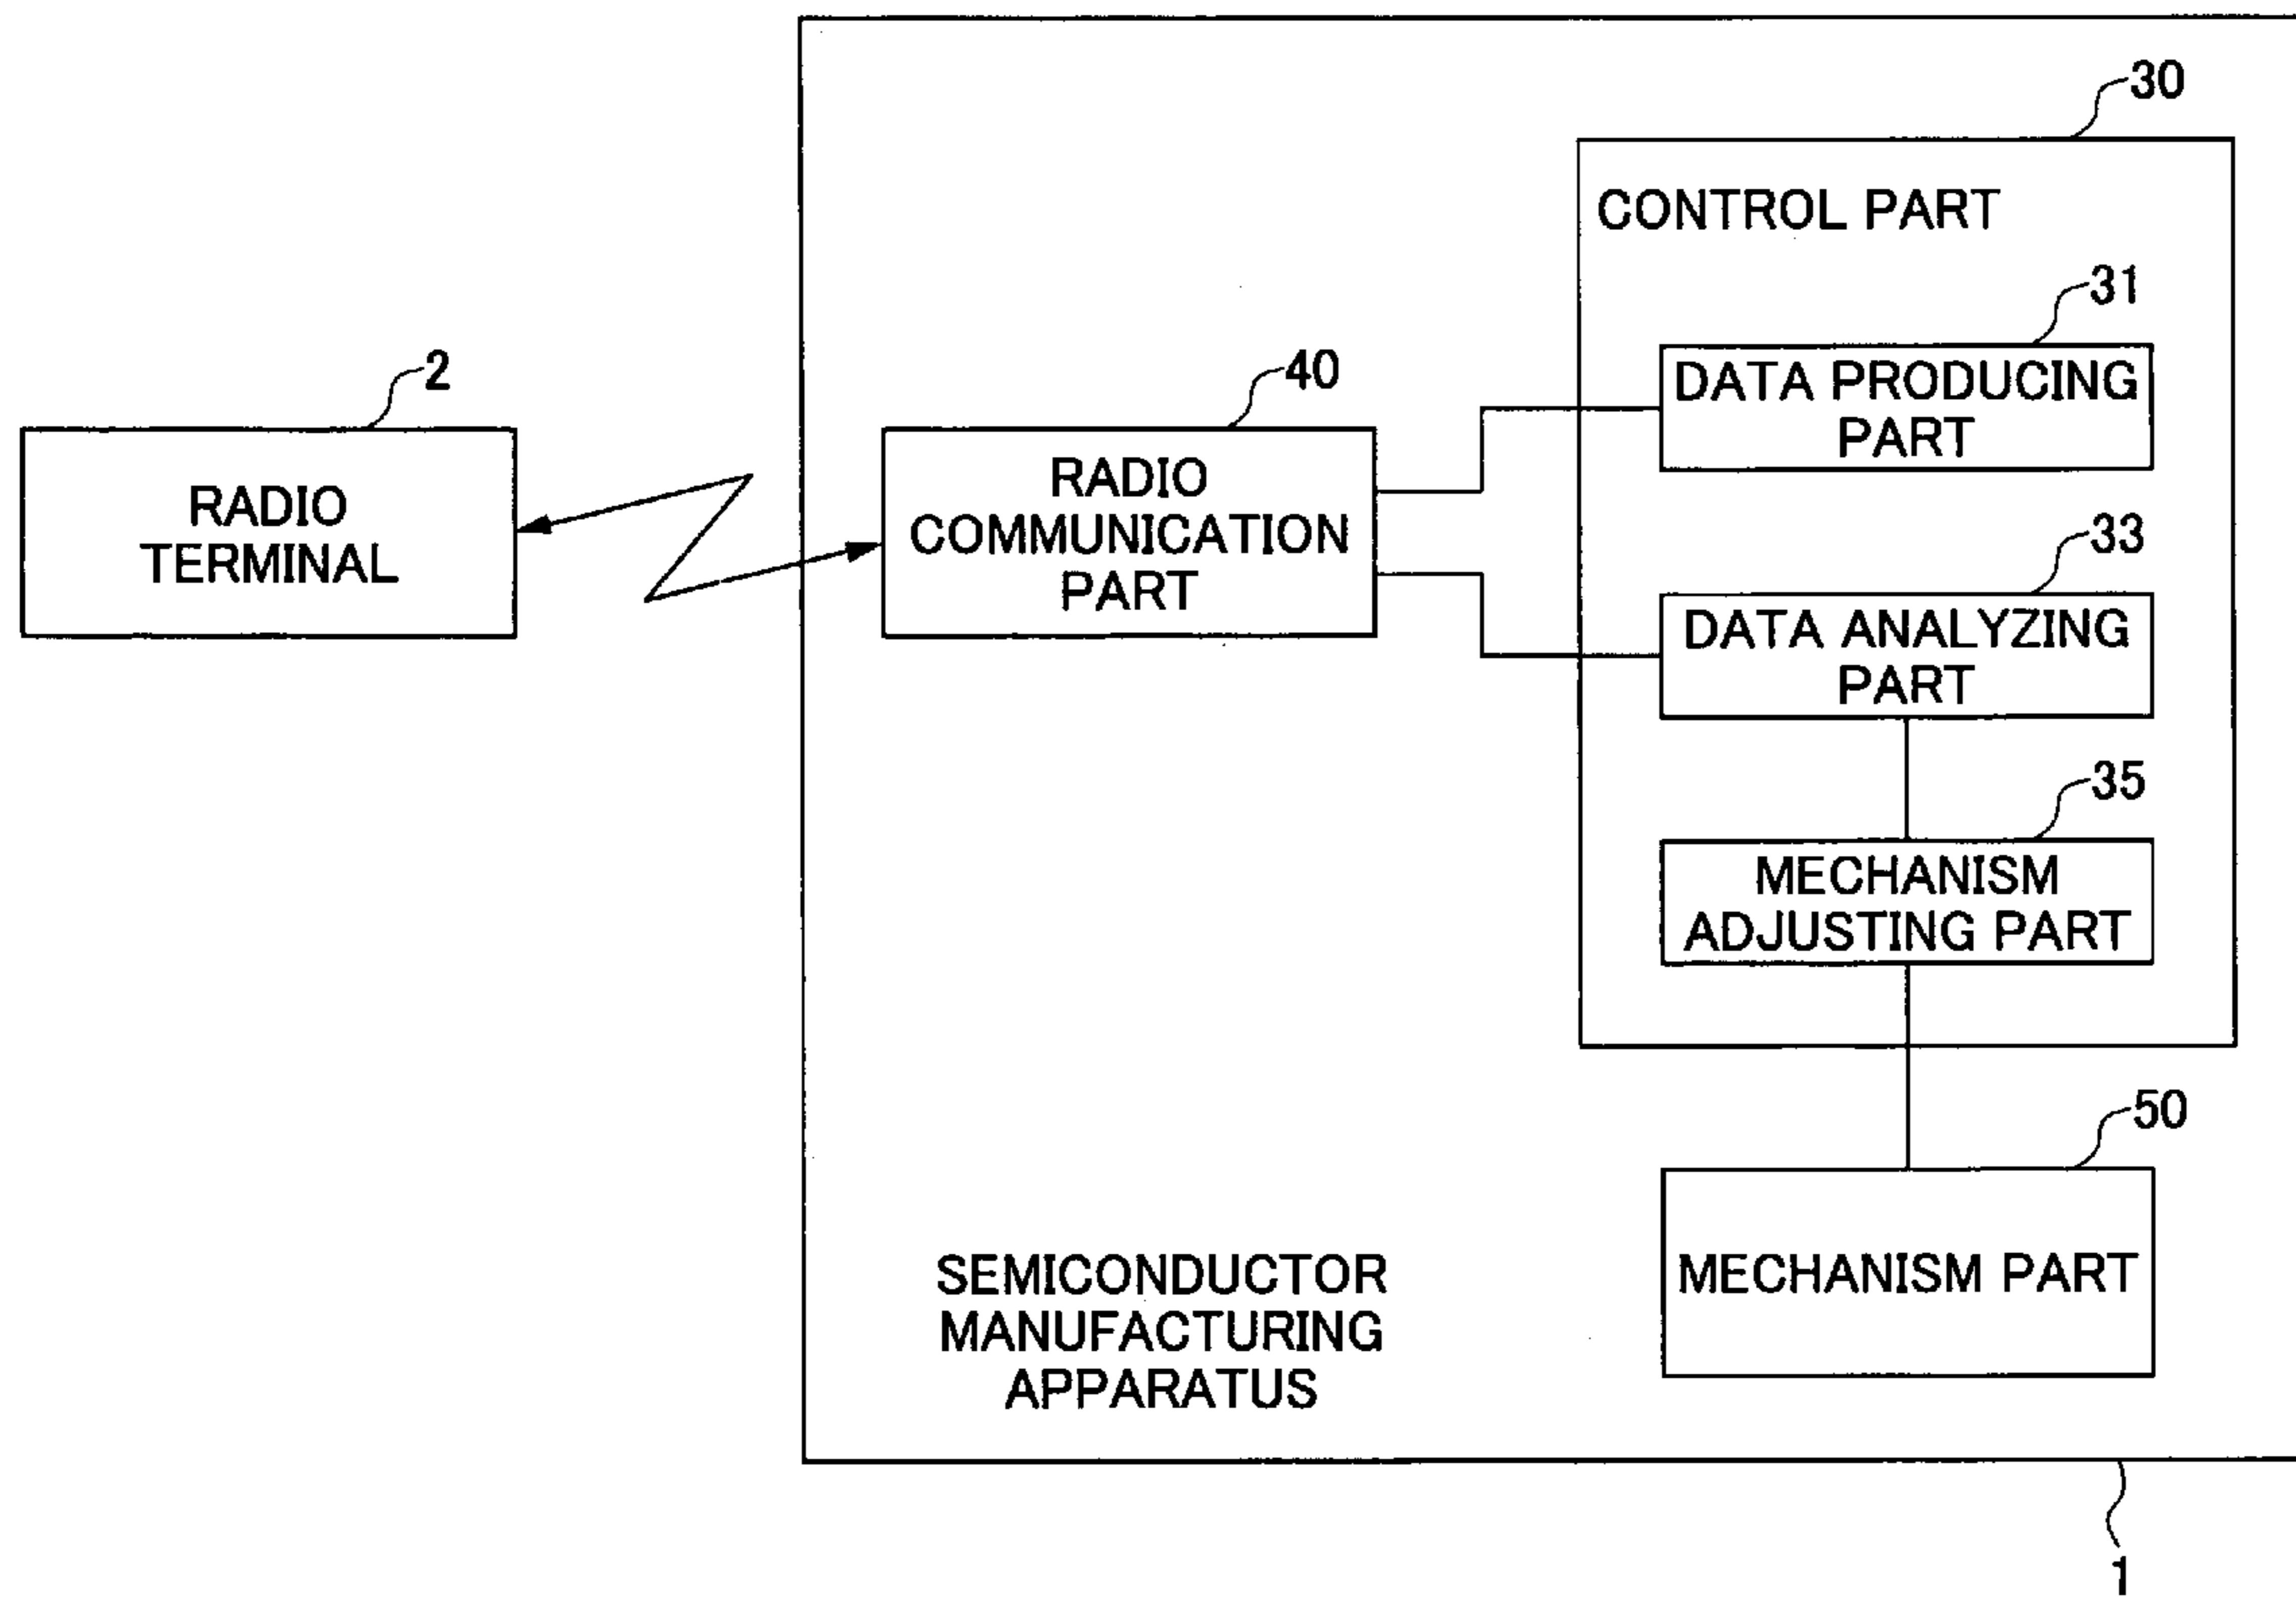 30
CONTROL PART
31
DATA PRODUCING
PART
2
RADIO
TERMINAL
40
RADIO
COMMUNICATION
PART
33
DATA ANALYZING
PART
35
MECHANISM
ADJUSTING PART
50
MECHANISM PART
SEMICONDUCTOR
MANUFACTURING
APPARATUS
1